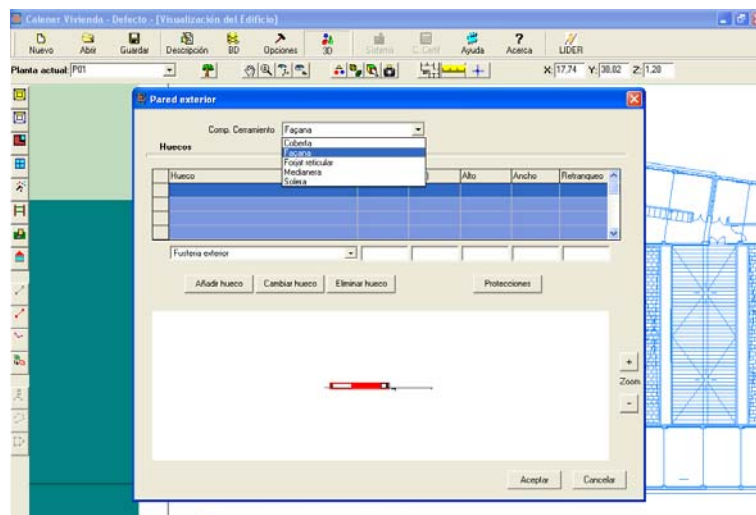 Calener Vivienda - Defecto - [Visualización del Edificio]
Nuevo Abrir Guardar Descripción BD Opciones 3D Sistema C. Certif Ayuda Acerca LIDER
Planta actual: P01 X: 17,74 Y: 30,02 Z: 1,20
Pared exterior
Comp. Cerramiento Façana
Coberta
Façana
Forjat reticular
Medianera
Solera
Huecos
Hueco Alto Ancho Retranqueo
Fusteria exterior
Añadir hueco Cambiar hueco Eliminar hueco Protecciones
+
Zoom
-
Aceptar Cancelar